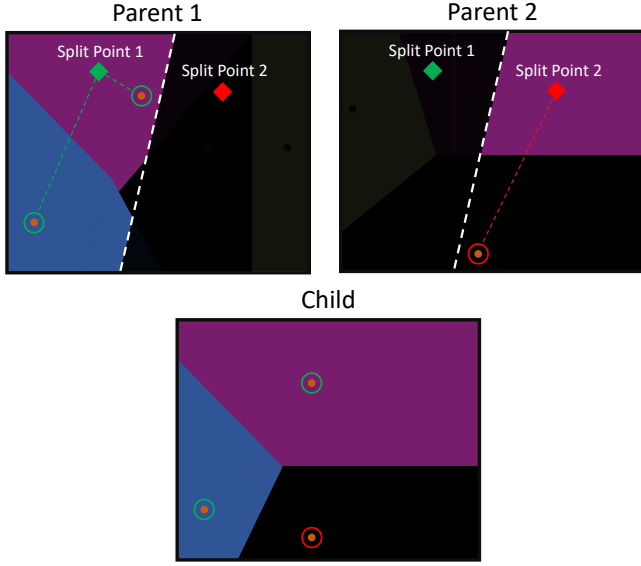 Parent 1
Parent 2
Split Point 1
Split Point 2
Split Point 1
Split Point 2
Child